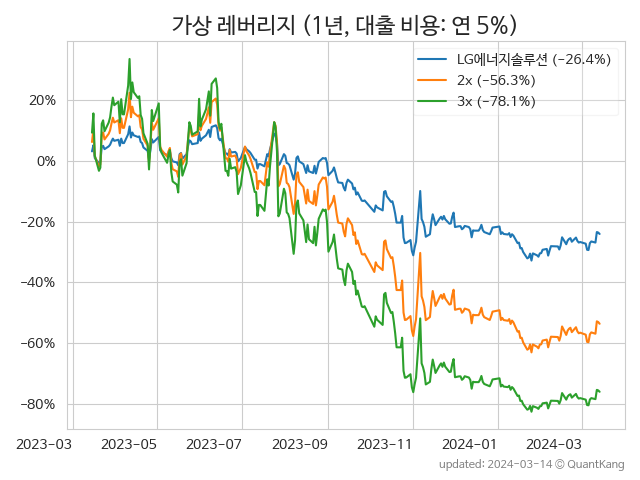 가상 레버리지 (1년, 대출 비용: 연 5%)
LG에너지솔루션 (−26.4%)
2x (−56.3%)
3x (−78.1%)
20%
0%
−20%
−40%
−60%
−80%
2023-03 2023-05 2023-07 2023-09 2023-11 2024-01 2024-03
updated: 2024-03-14 © QuantKang